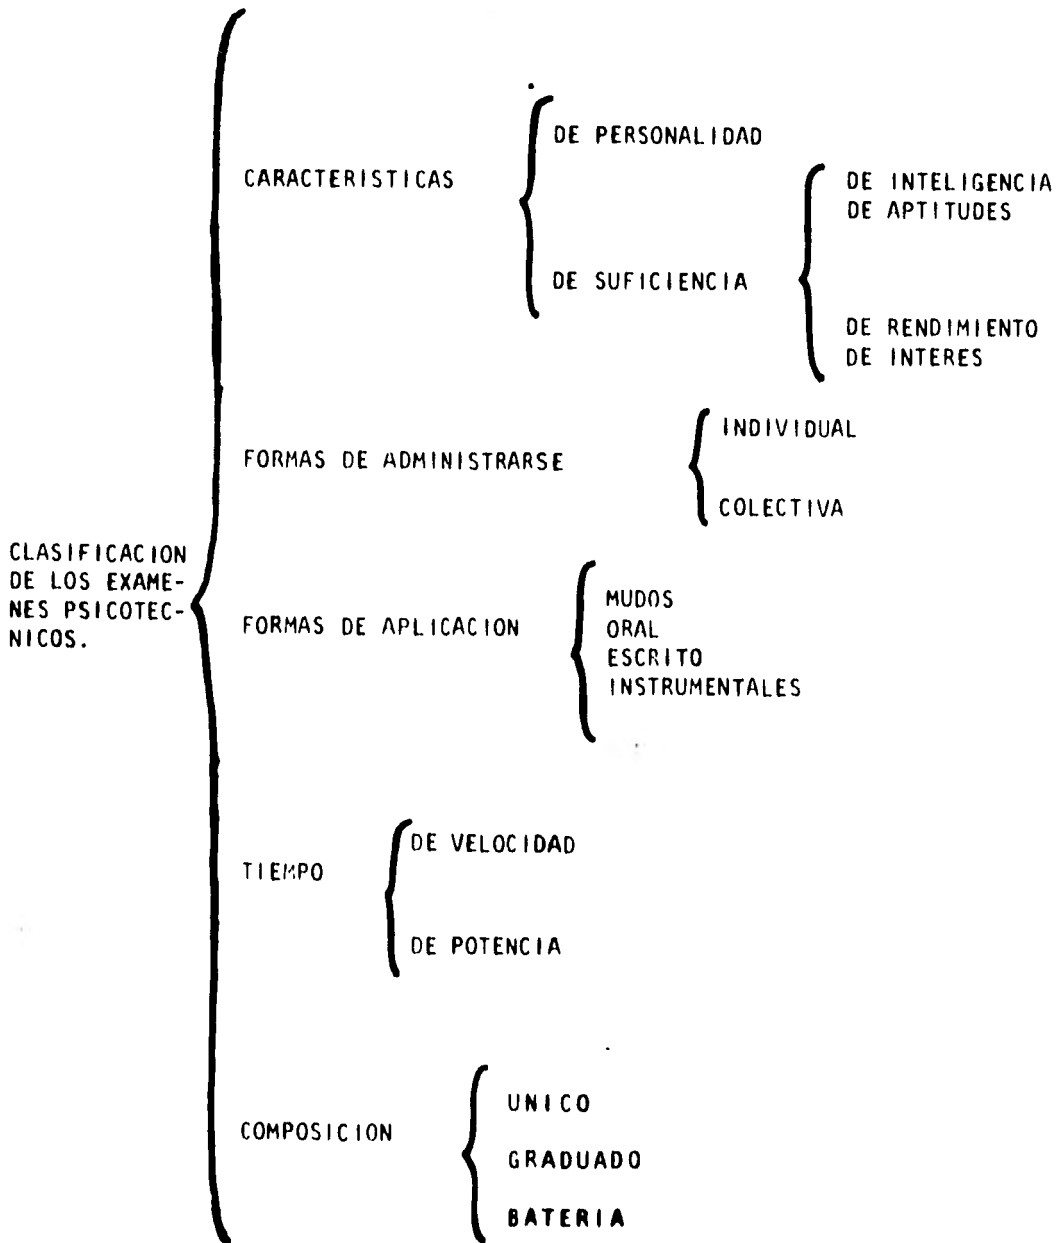 DE PERSONALIDAD
CARACTERISTICAS
DE INTELIGENCIA
DE APTITUDES
DE SUFICIENCIA
DE RENDIMIENTO
DE INTERES
INDIVIDUAL
FORMAS DE ADMINISTRARSE
COLECTIVA
CLASIFICACION
DE LOS EXAME-
NES PSICOTEC-
NICOS.
FORMAS DE APLICACION
MUDOS
ORAL
ESCRITO
INSTRUMENTALES
DE VELOCIDAD
TIEMPO
DE POTENCIA
UNICO
COMPOSICION
GRADUADO
BATERIA